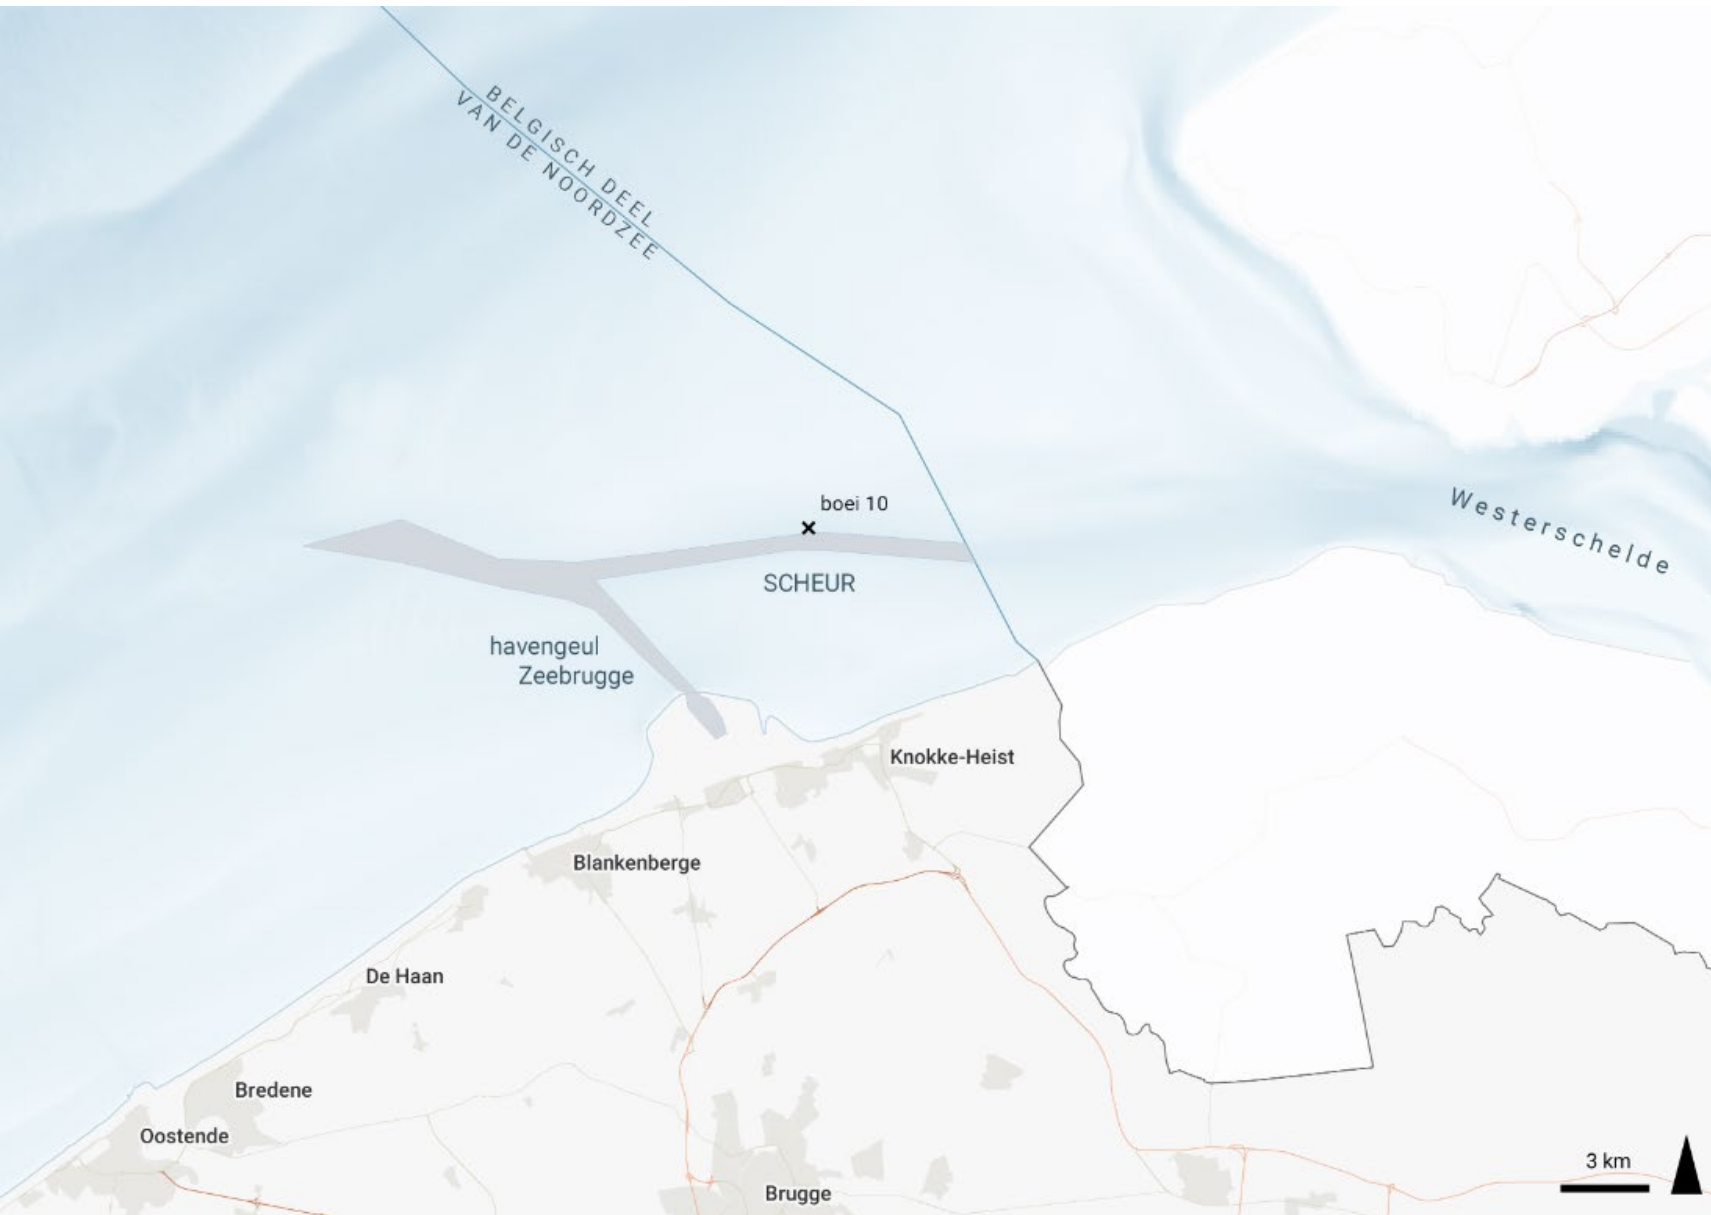 BELGISCH DEEL
VAN DE NOORDZEE
boei 10
Westerschelde
SCHEUR
havengeul
Zeebrugge
Knokke-Heist
Blankenberge
De Haan
Bredene
Oostende
Brugge
3 km